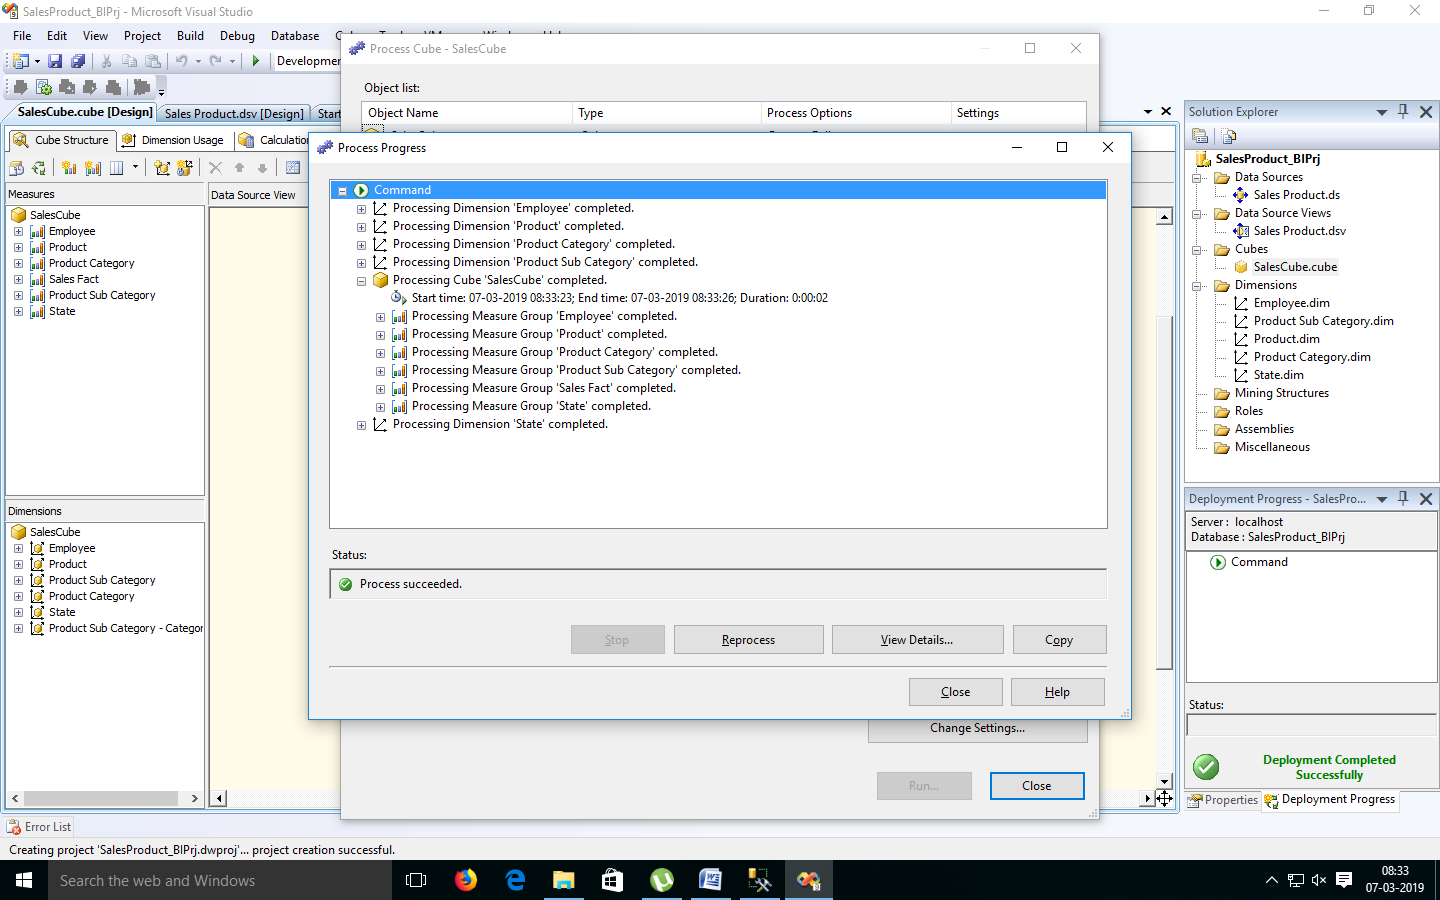 SalesProduct_BIPrj - Microsoft Visual Studio
File Edit View Project Build Debug Database
Process Cube - SalesCube
Developmen
Object list:
Object Name Type Process Options Settings
SalesCube.cube [Design] Sales Product.dsv [Design] Start
Cube Structure Dimension Usage Calculation
Measures
SalesCube
Employee
Product
Product Category
Sales Fact
Product Sub Category
State
Data Source View
Dimensions
SalesCube
Employee
Product
Product Sub Category
Product Category
State
Product Sub Category - Categor
Process Progress
Command
Processing Dimension 'Employee' completed.
Processing Dimension 'Product' completed.
Processing Dimension 'Product Category' completed.
Processing Dimension 'Product Sub Category' completed.
Processing Cube 'SalesCube' completed.
Start time: 07-03-2019 08:33:23; End time: 07-03-2019 08:33:26; Duration: 0:00:02
Processing Measure Group 'Employee' completed.
Processing Measure Group 'Product' completed.
Processing Measure Group 'Product Category' completed.
Processing Measure Group 'Product Sub Category' completed.
Processing Measure Group 'Sales Fact' completed.
Processing Measure Group 'State' completed.
Processing Dimension 'State' completed.
Status:
Process succeeded.
Stop Reprocess View Details... Copy
Close Help
Change Settings...
Run... Close
Solution Explorer
SalesProduct_BIPrj
Data Sources
Sales Product.ds
Data Source Views
Sales Product.dsv
Cubes
SalesCube.cube
Dimensions
Employee.dim
Product Sub Category.dim
Product.dim
Product Category.dim
State.dim
Mining Structures
Roles
Assemblies
Miscellaneous
Deployment Progress - SalesPro...
Server : localhost
Database : SalesProduct_BIPrj
Command
Status:
Deployment Completed
Successfully
Properties Deployment Progress
Error List
Creating project 'SalesProduct_BIPrj.dwproj'... project creation successful.
Search the web and Windows
08:33
07-03-2019